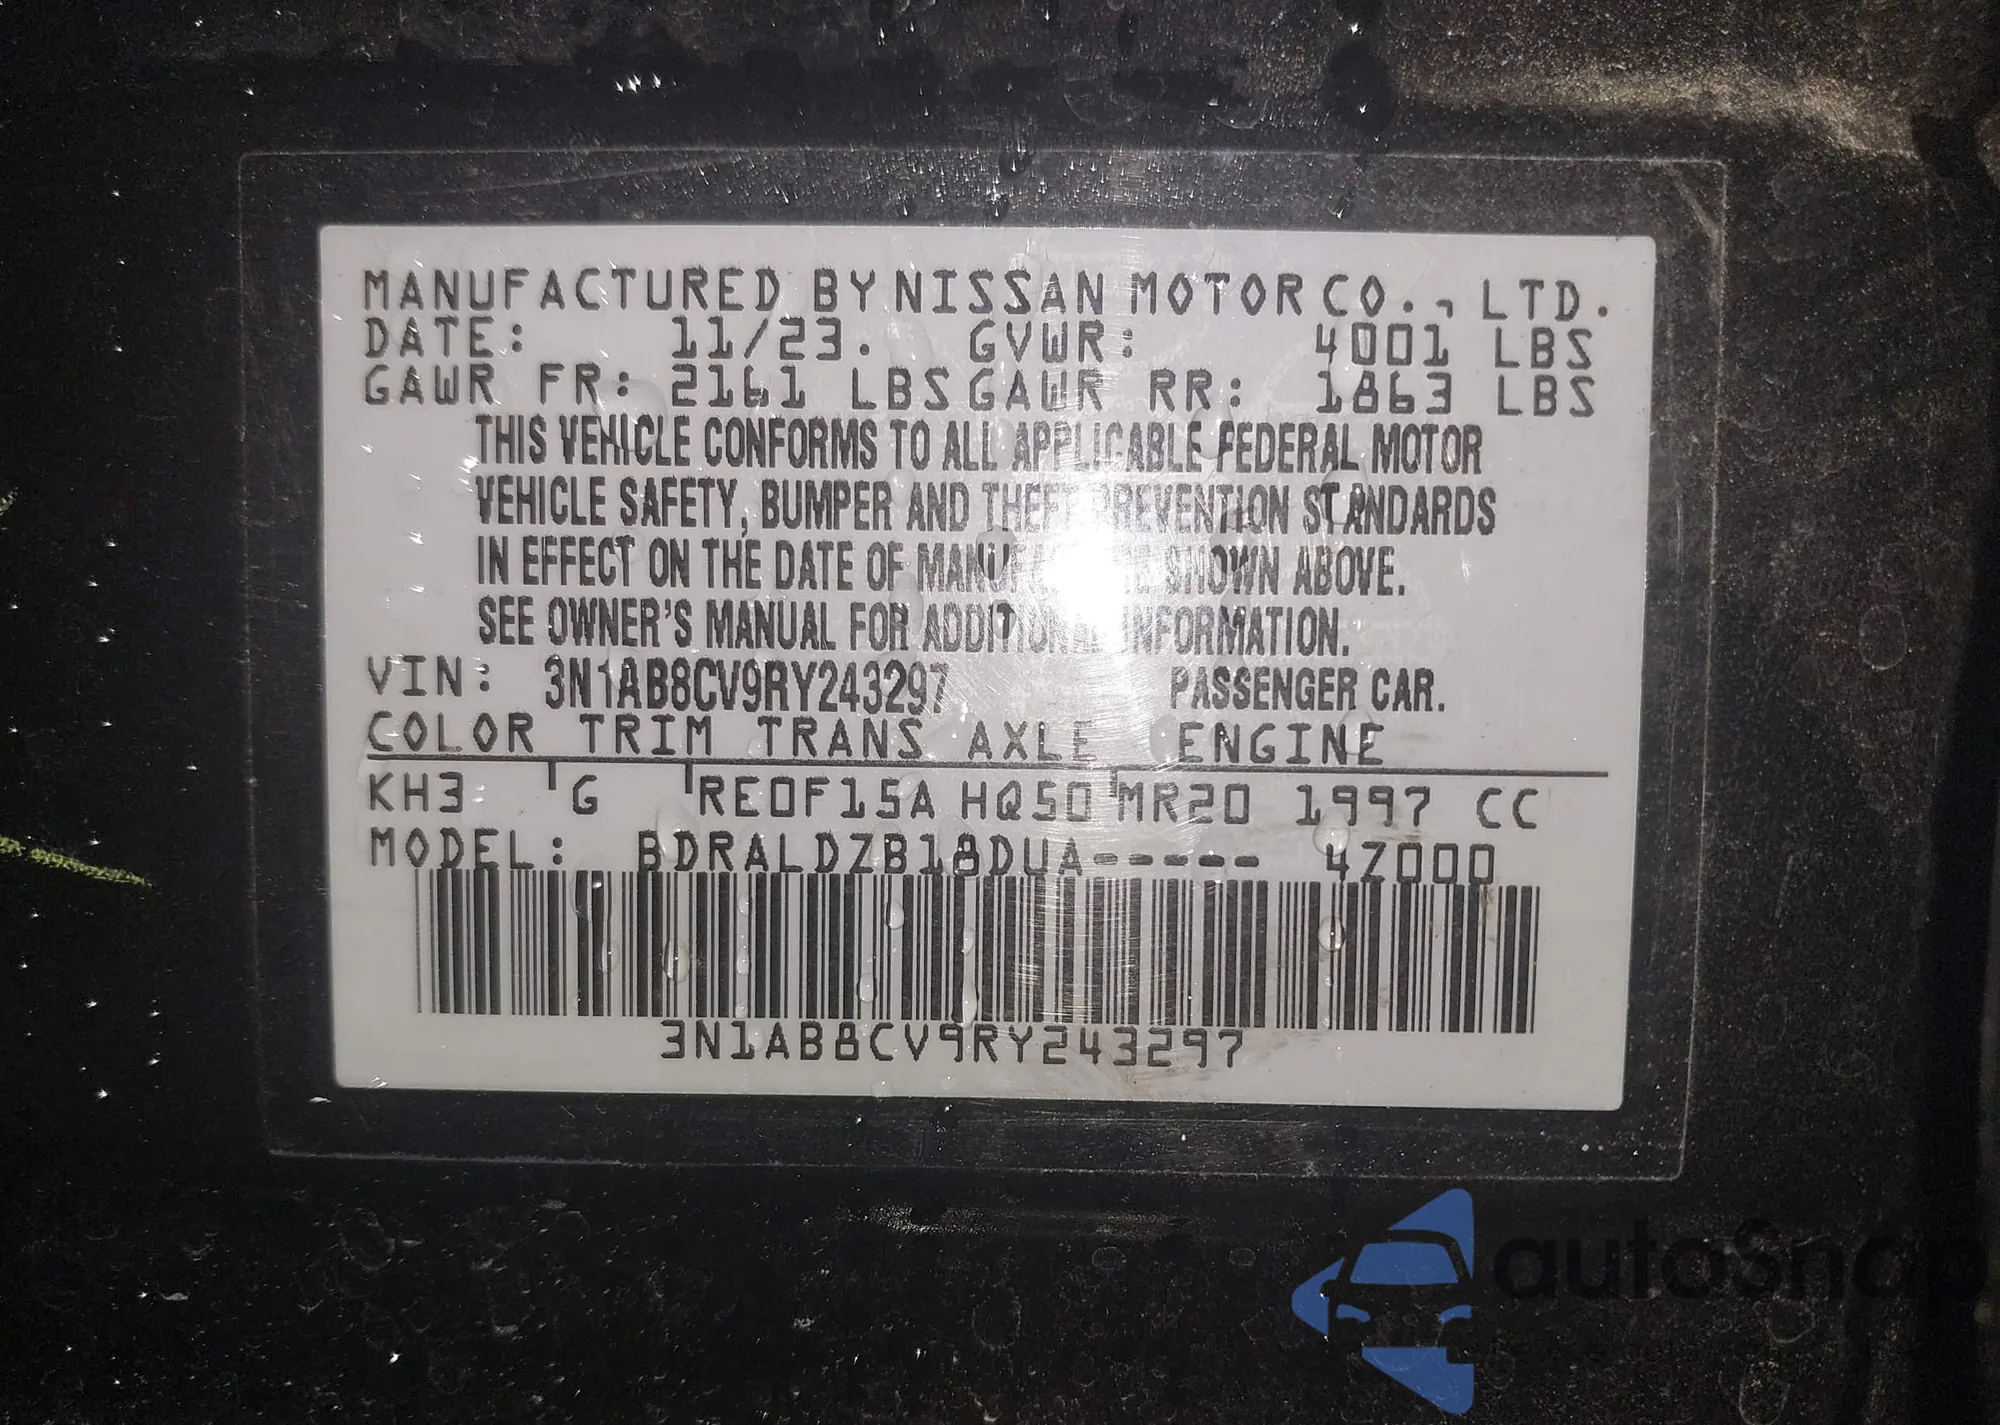 MANUFACTURED BY NISSAN MOTOR CO., LTD.
DATE: 11/23. GVWR: 4001 LBS
GAWR FR: 2161 LBS GAWR RR: 1863 LBS
THIS VEHICLE CONFORMS TO ALL APPLICABLE FEDERAL MOTOR
VEHICLE SAFETY, BUMPER AND THEFT PREVENTION STANDARDS
IN EFFECT ON THE DATE OF MANUFACTURE SHOWN ABOVE.
SEE OWNER'S MANUAL FOR ADDITIONAL INFORMATION.
VIN: 3N1AB8CV9RY243297 PASSENGER CAR.
COLOR TRIM TRANS AXLE ENGINE
KH3 G RE0F15A HQ50 MR20 1997 CC
MODEL: BDRALDZB18DUA----- 4Z000
3N1AB8CV9RY243297
autoSnap